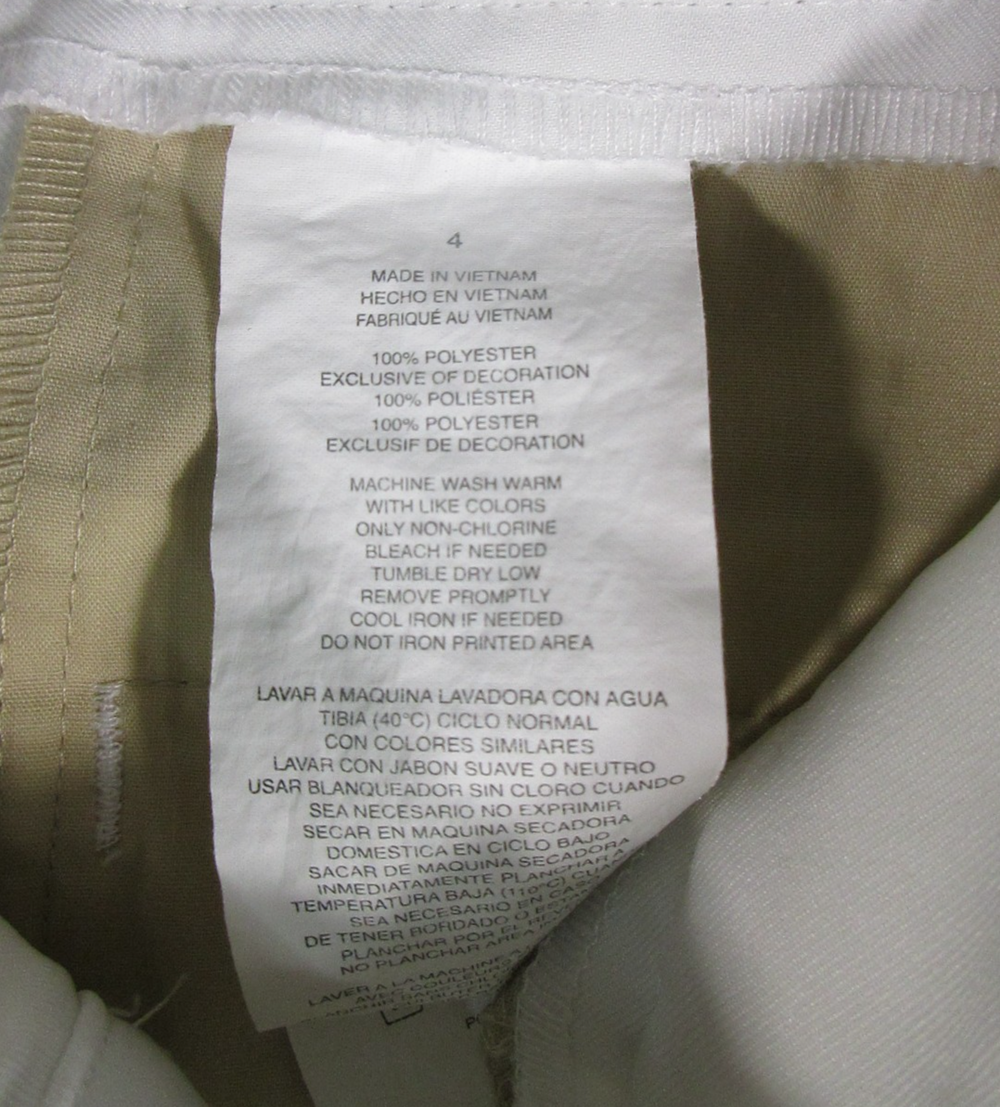 4
MADE IN VIETNAM
HECHO EN VIETNAM
FABRIQUÉ AU VIETNAM
100% POLYESTER
EXCLUSIVE OF DECORATION
100% POLIÉSTER
100% POLYESTER
EXCLUSIF DE DECORATION
MACHINE WASH WARM
WITH LIKE COLORS
ONLY NON-CHLORINE
BLEACH IF NEEDED
TUMBLE DRY LOW
REMOVE PROMPTLY
COOL IRON IF NEEDED
DO NOT IRON PRINTED AREA
LAVAR A MAQUINA LAVADORA CON AGUA
TIBIA (40°C) CICLO NORMAL
CON COLORES SIMILARES
LAVAR CON JABON SUAVE O NEUTRO
USAR BLANQUEADOR SIN CLORO CUANDO
SEA NECESARIO NO EXPRIMIR
SECAR EN MAQUINA SECADORA
DOMESTICA EN CICLO BAJO
SACAR DE MAQUINA SECADORA
INMEDIATAMENTE PLANCHAR A
TEMPERATURA BAJA (110°C)
SEA NECESARIO EN CASO
DE TENER BORDADO O
PLANCHAR POR EL
NO PLANCHAR AREA
LAVER A LA MACHINE A
AVEC COULEURS